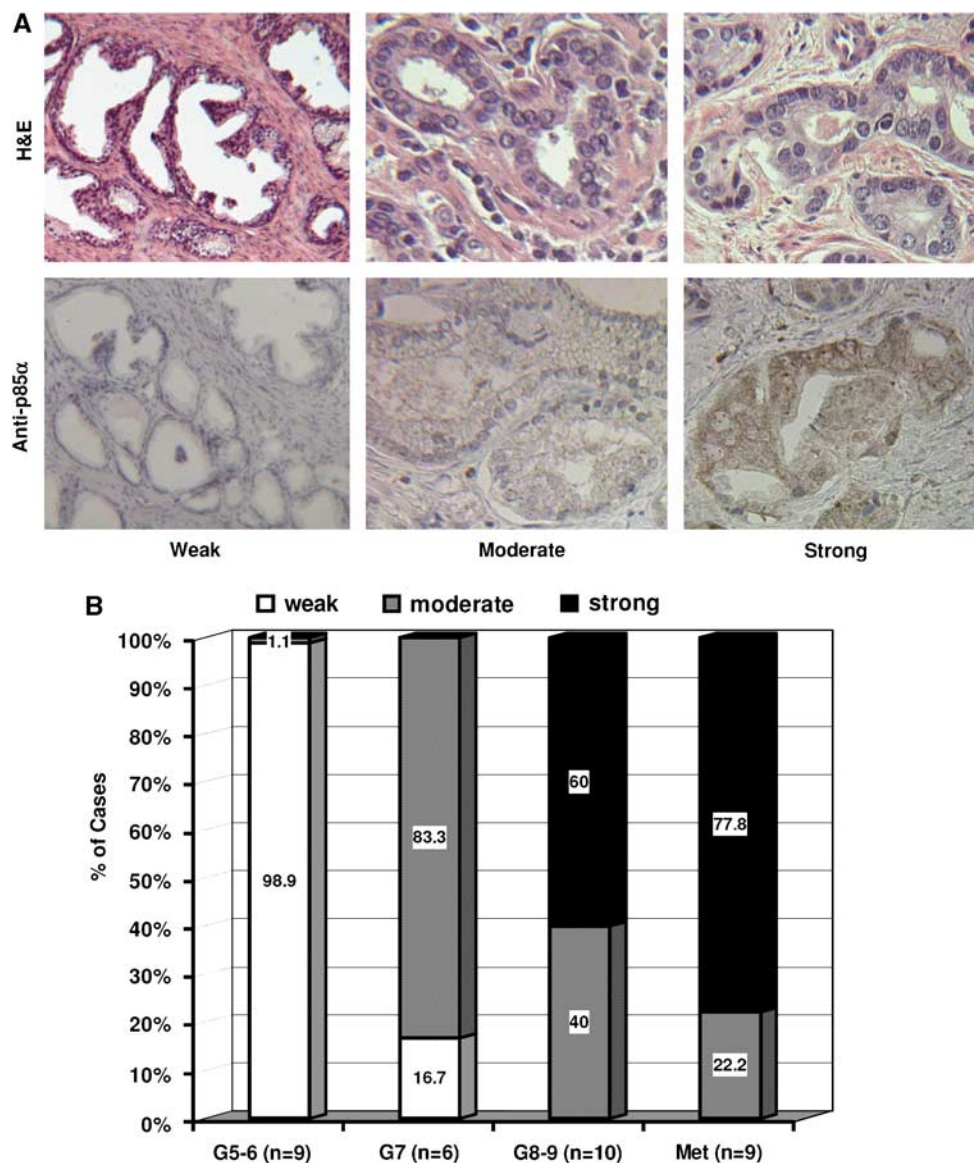 A
H&E
Anti-p85α
Weak Moderate Strong
B
weak moderate strong
100%
90%
80%
70%
60%
50%
40%
30%
20%
10%
0%
% of Cases
1.1
98.9
83.3
16.7
60
40
77.8
22.2
G5-6 (n=9) G7 (n=6) G8-9 (n=10) Met (n=9)